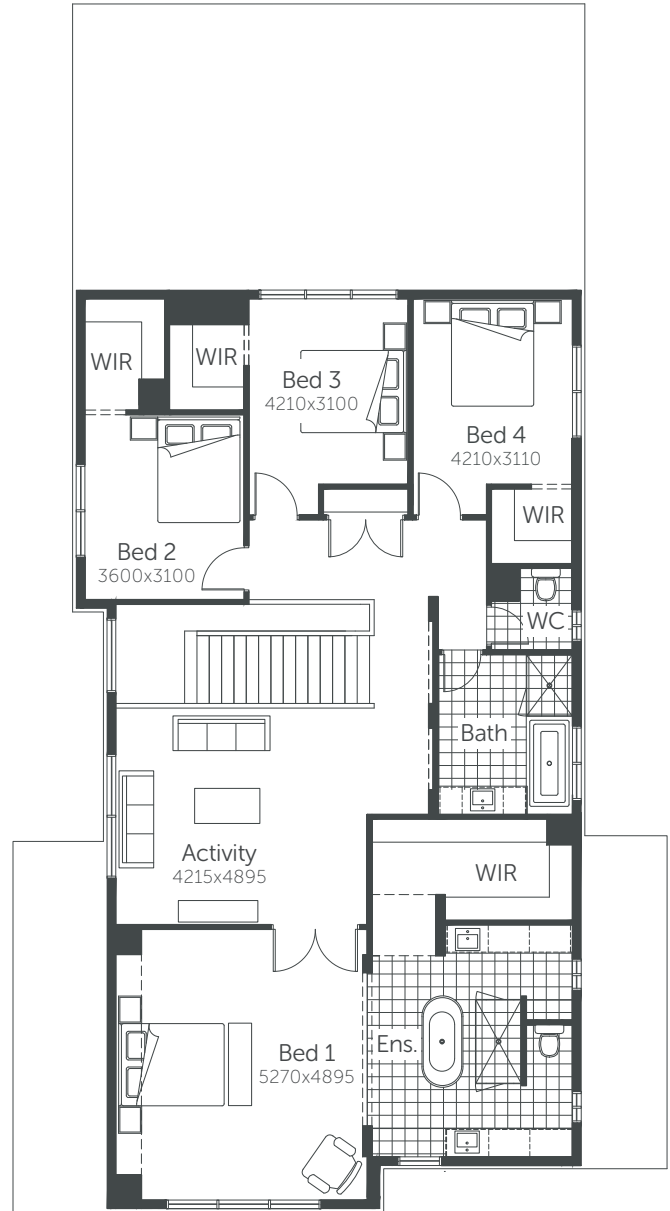 WIR
WIR
Bed 3
4210x3100
Bed 4
4210x3110
WIR
Bed 2
3600x3100
WC
Bath
Activity
4215x4895
WIR
Bed 1
5270x4895
Ens.